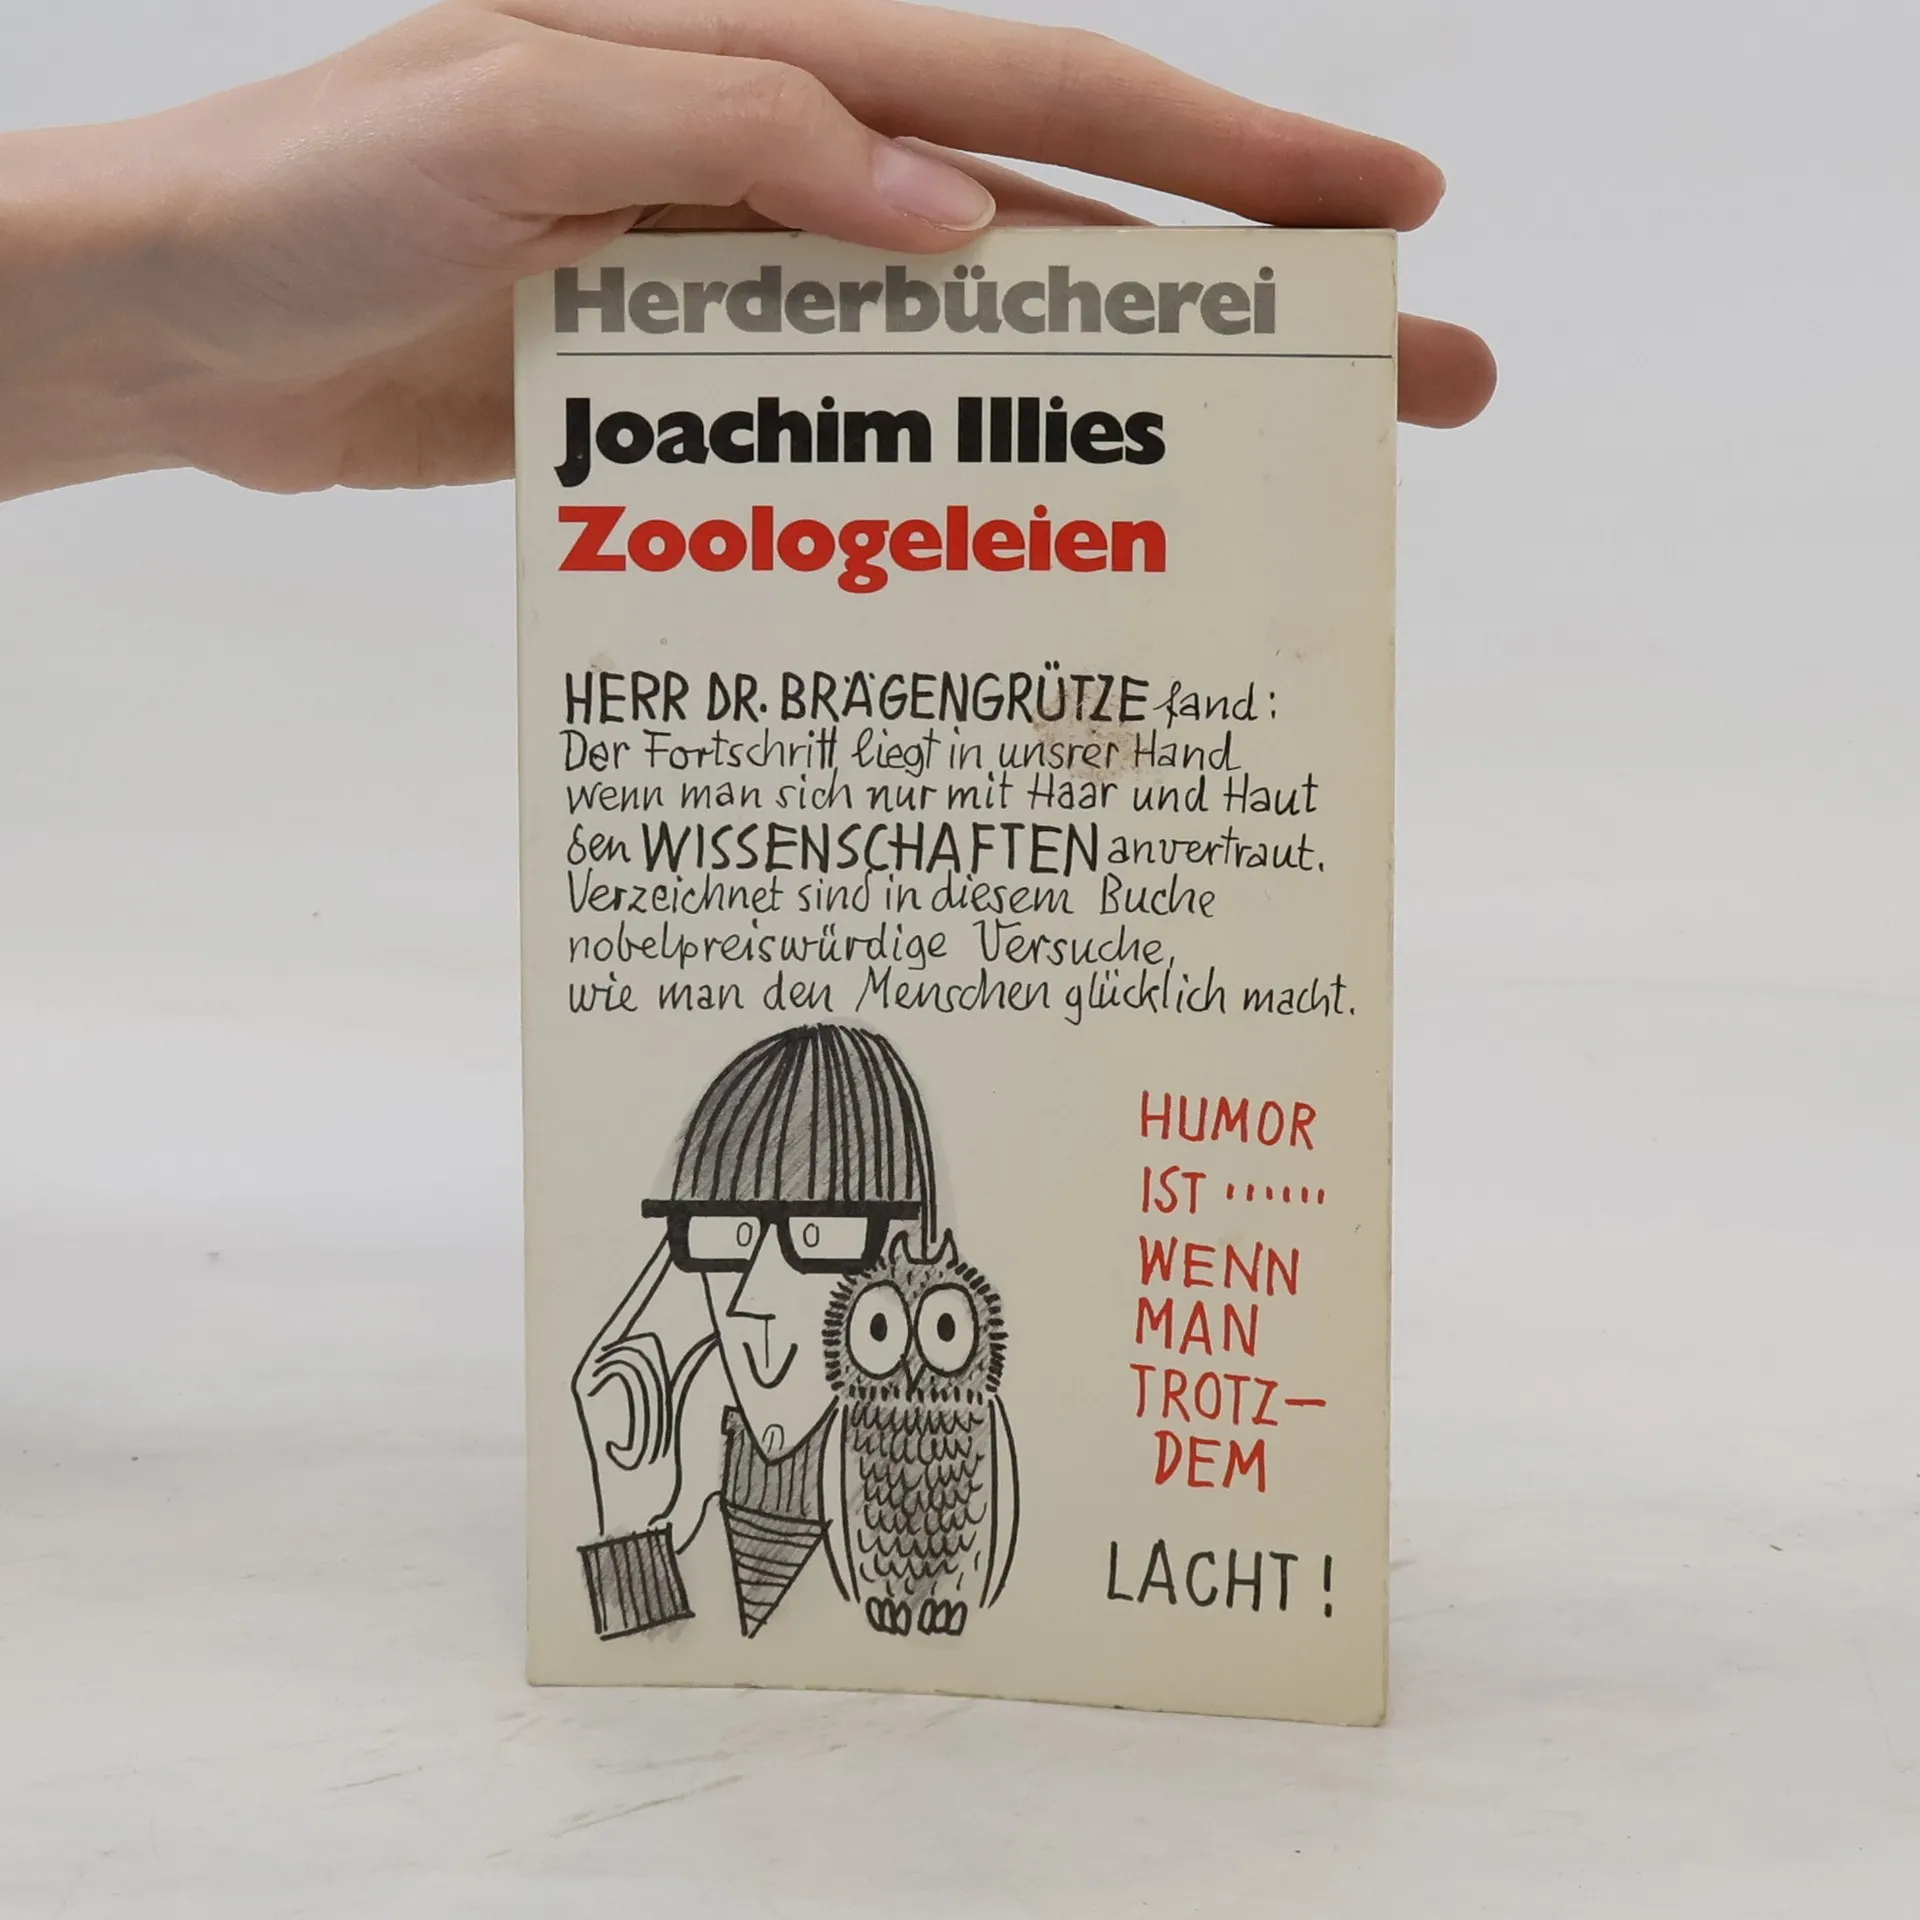 Herderbücherei
Joachim Illies
Zoologeleien
HERR DR. BRÄGENGRÜTZE fand:
Der Fortschritt liegt in unsrer Hand
wenn man sich nur mit Haar und Haut
den WISSENSCHAFTEN anvertraut.
Verzeichnet sind in diesem Buche
nobelpreiswürdige Versuche,
wie man den Menschen glücklich macht.
HUMOR
IST ······
WENN
MAN
TROTZ–
DEM
LACHT!